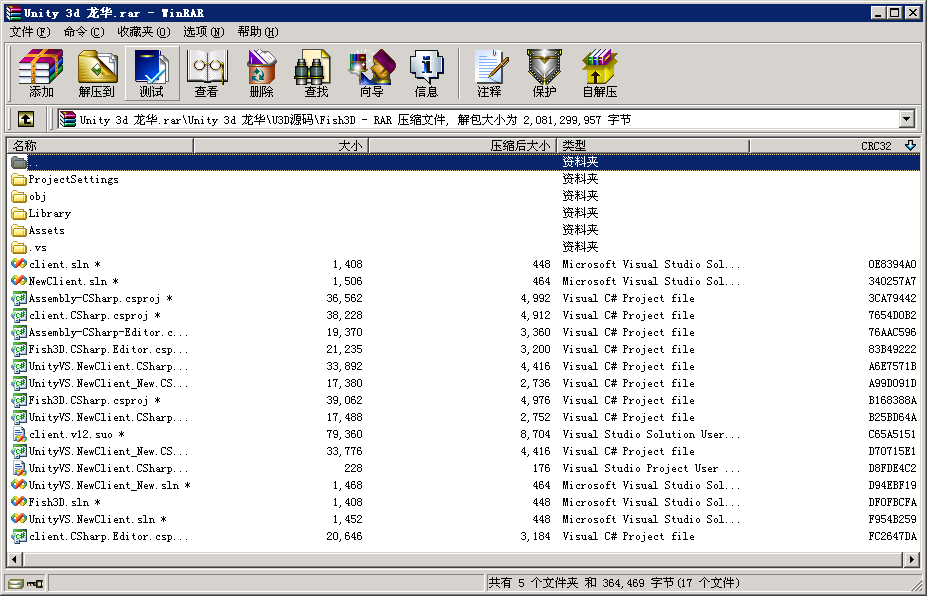 Unity 3d 龙华.rar - WinRAR
文件(F) 命令(C) 收藏夹(O) 选项(N) 帮助(H)
添加 解压到 测试 查看 删除 查找 向导 信息 注释 保护 自解压
Unity 3d 龙华.rar\Unity 3d 龙华\U3D源码\Fish3D - RAR 压缩文件, 解包大小为 2,081,299,957 字节
名称 大小 压缩后大小 类型 CRC32
.. 资料夹
ProjectSettings 资料夹
obj 资料夹
Library 资料夹
Assets 资料夹
.vs 资料夹
client.sln * 1,408 448 Microsoft Visual Studio Sol... 0E8394A0
NewClient.sln * 1,506 464 Microsoft Visual Studio Sol... 340257A7
Assembly-CSharp.csproj * 36,562 4,992 Visual C# Project file 3CA79442
client.CSharp.csproj * 38,228 4,912 Visual C# Project file 7654D0B2
Assembly-CSharp-Editor.c... 19,370 3,360 Visual C# Project file 76AAC596
Fish3D.CSharp.Editor.csp... 21,235 3,200 Visual C# Project file 83B49222
UnityVS.NewClient.CSharp... 33,892 4,416 Visual C# Project file A6E7571B
UnityVS.NewClient_New.CS... 17,380 2,736 Visual C# Project file A99D091D
Fish3D.CSharp.csproj * 39,062 4,976 Visual C# Project file B168388A
UnityVS.NewClient.CSharp... 17,488 2,752 Visual C# Project file B25BD64A
client.v12.suo * 79,360 8,704 Visual Studio Solution User... C65A5151
UnityVS.NewClient_New.CS... 33,776 4,416 Visual C# Project file D70715E1
UnityVS.NewClient.CSharp... 228 176 Visual Studio Project User ... D8FDE4C2
UnityVS.NewClient_New.sln * 1,468 464 Microsoft Visual Studio Sol... D94EBF19
Fish3D.sln * 1,408 448 Microsoft Visual Studio Sol... DF0FBCFA
UnityVS.NewClient.sln * 1,452 448 Microsoft Visual Studio Sol... F954B259
client.CSharp.Editor.csp... 20,646 3,184 Visual C# Project file FC2647DA
共有 5 个文件夹 和 364,469 字节(17 个文件)